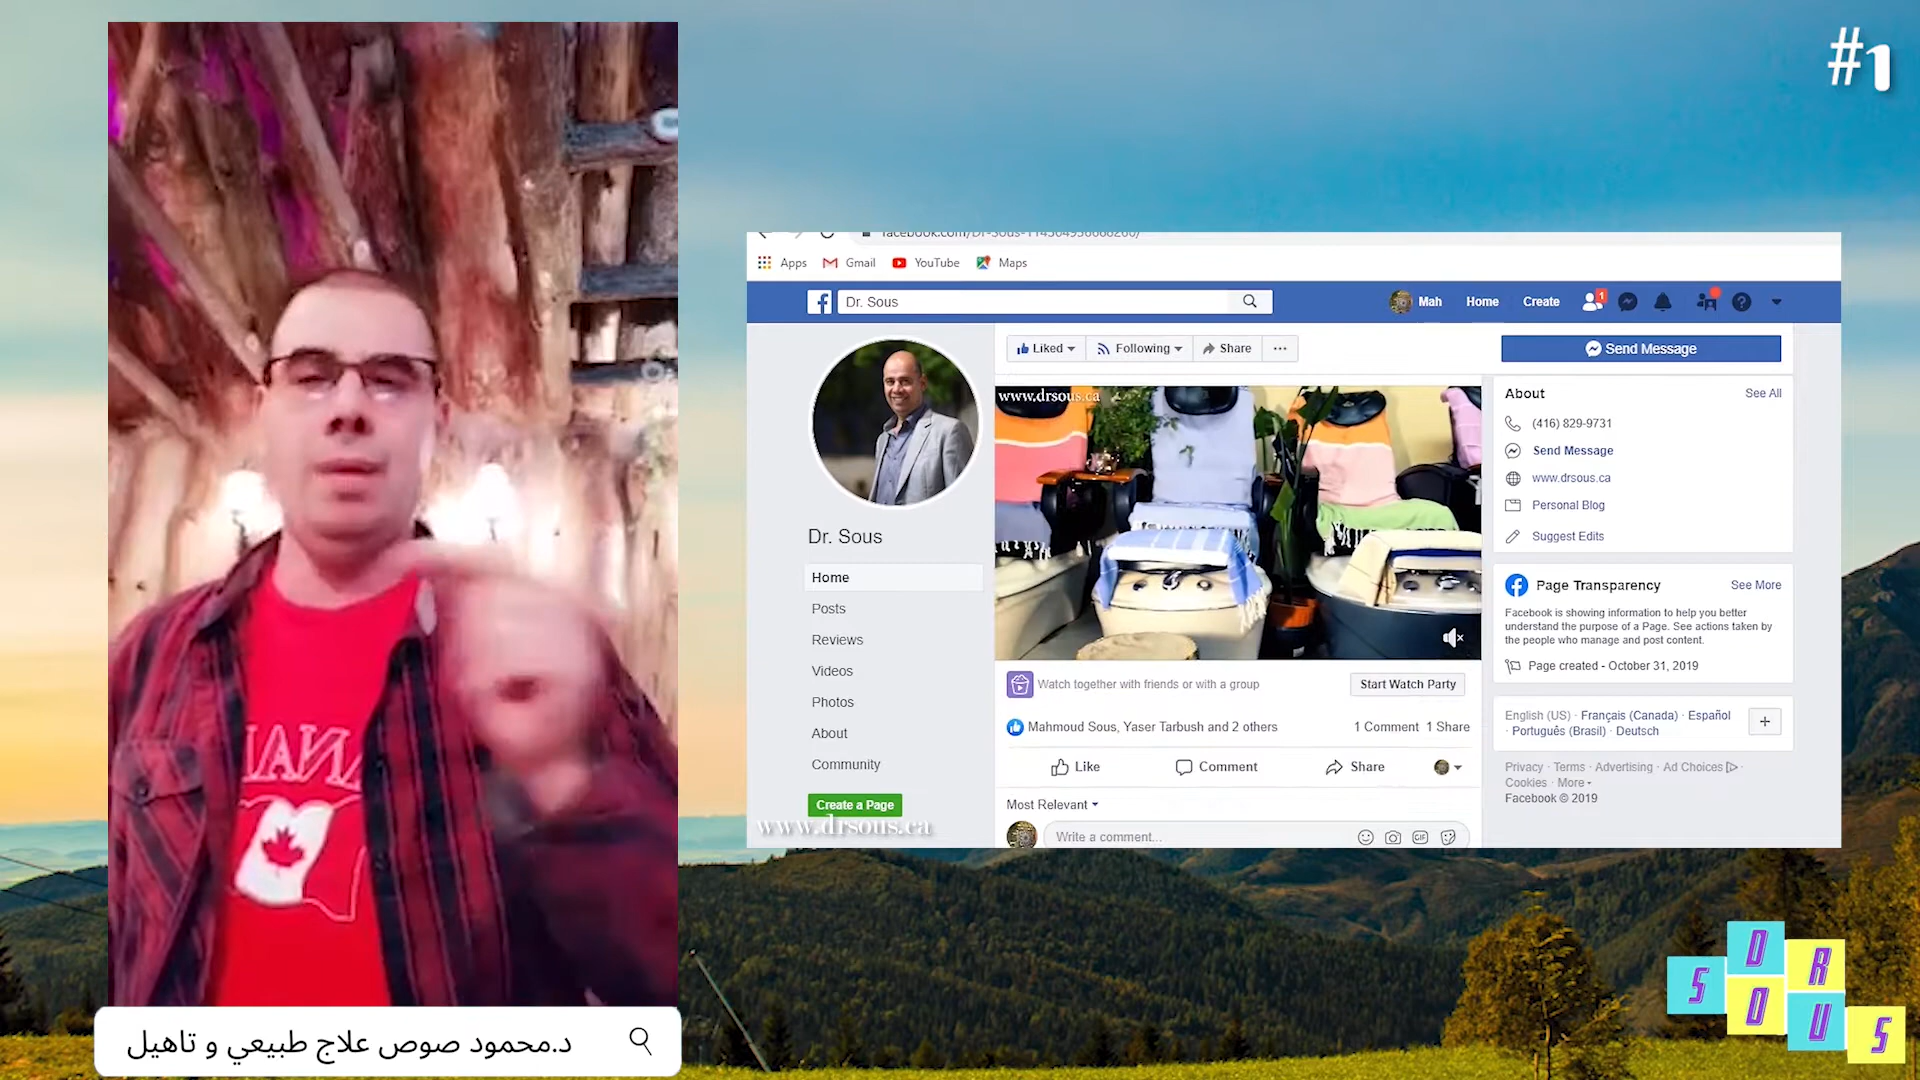 #1
Apps Gmail YouTube Maps
Dr. Sous
Mah Home Create 1
Liked Following Share
Send Message
www.drsous.ca
Dr. Sous
Home
Posts
Reviews
Videos
Photos
About
Community
Create a Page
www.drsous.ca
Watch together with friends or with a group
Start Watch Party
Mahmoud Sous, Yaser Tarbush and 2 others
1 Comment 1 Share
Like Comment Share
Most Relevant
Write a comment...
GIF
About See All
(416) 829-9731
Send Message
www.drsous.ca
Personal Blog
Suggest Edits
Page Transparency See More
Facebook is showing information to help you better
understand the purpose of a Page. See actions taken by
the people who manage and post content.
Page created - October 31, 2019
English (US) · Français (Canada) · Español
· Português (Brasil) · Deutsch
Privacy · Terms · Advertising · Ad Choices ·
Cookies · More
Facebook © 2019
د.محمود صوص علاج طبيعي و تاهيل
DR
SOUS